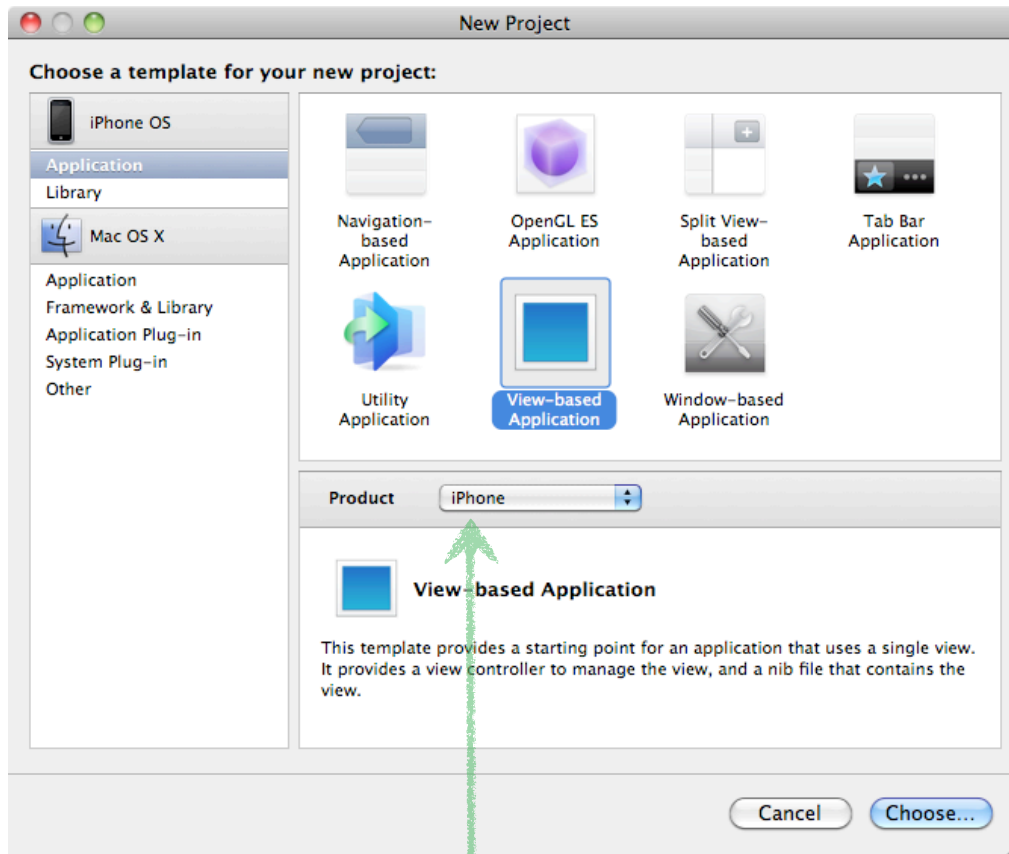 New Project
Choose a template for your new project:
iPhone OS
Application
Library
Mac OS X
Application
Framework & Library
Application Plug-in
System Plug-in
Other
Navigation-
based
Application
OpenGL ES
Application
Split View-
based
Application
Tab Bar
Application
Utility
Application
View-based
Application
Window-based
Application
Product
iPhone
View-based Application
This template provides a starting point for an application that uses a single view.
It provides a view controller to manage the view, and a nib file that contains the
view.
Cancel
Choose...